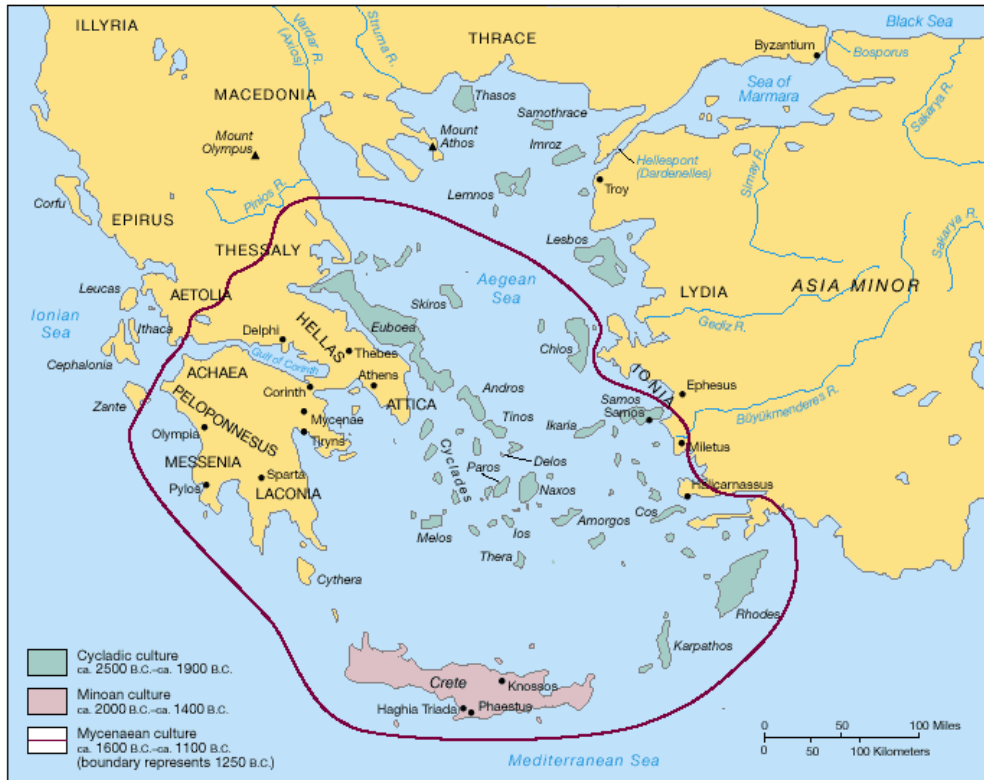 ILLYRIA
Vardar R.
(Axios)
Struma R.
THRACE
Black Sea
Byzantium
Bosporus
Sea of
Marmara
MACEDONIA
Thasos
Samothrace
Sakarya R.
Mount
Olympus
Mount
Athos
Imroz
Hellespont
(Dardenelles)
Simay R.
Corfu
Pinios R.
Lemnos
Troy
EPIRUS
THESSALY
Lesbos
Sakarya R.
Aegean
Sea
Leucas
AETOLIA
Skiros
LYDIA
ASIA MINOR
Ionian
Sea
Ithaca
Delphi
HELLAS
Euboea
Gediz R.
Cephalonia
Gulf of Corinth
Thebes
Chios
ACHAEA
Athens
IONIA
Ephesus
Zante
Corinth
ATTICA
Andros
Samos
Büyükmenderes R.
PELOPONNESUS
Mycenae
Tinos
Samos
Olympia
Tiryns
Ikaria
Miletus
MESSENIA
Cyclades
Delos
Sparta
Paros
Naxos
Halicarnassus
Pylos
LACONIA
Cos
Melos
Ios
Amorgos
Thera
Cythera
Rhodes
Karpathos
Crete
Knossos
Haghia Triada
Phaestus
Mediterranean Sea
Cycladic culture
ca. 2500 B.C.–ca. 1900 B.C.
Minoan culture
ca. 2000 B.C.–ca. 1400 B.C.
Mycenaean culture
ca. 1600 B.C.–ca. 1100 B.C.
(boundary represents 1250 B.C.)
0 50 100 Miles
0 50 100 Kilometers